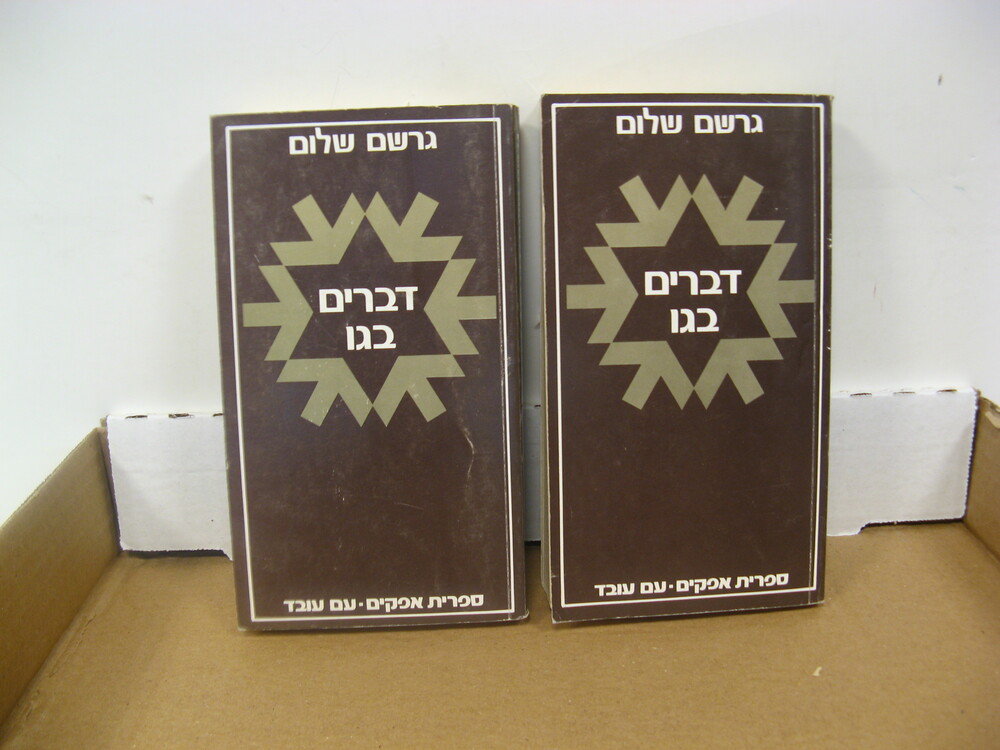 גרשם שלום
דברים
בגו
ספרית אפקים • עם עובד
גרשם שלום
דברים
בגו
ספרית אפקים • עם עובד